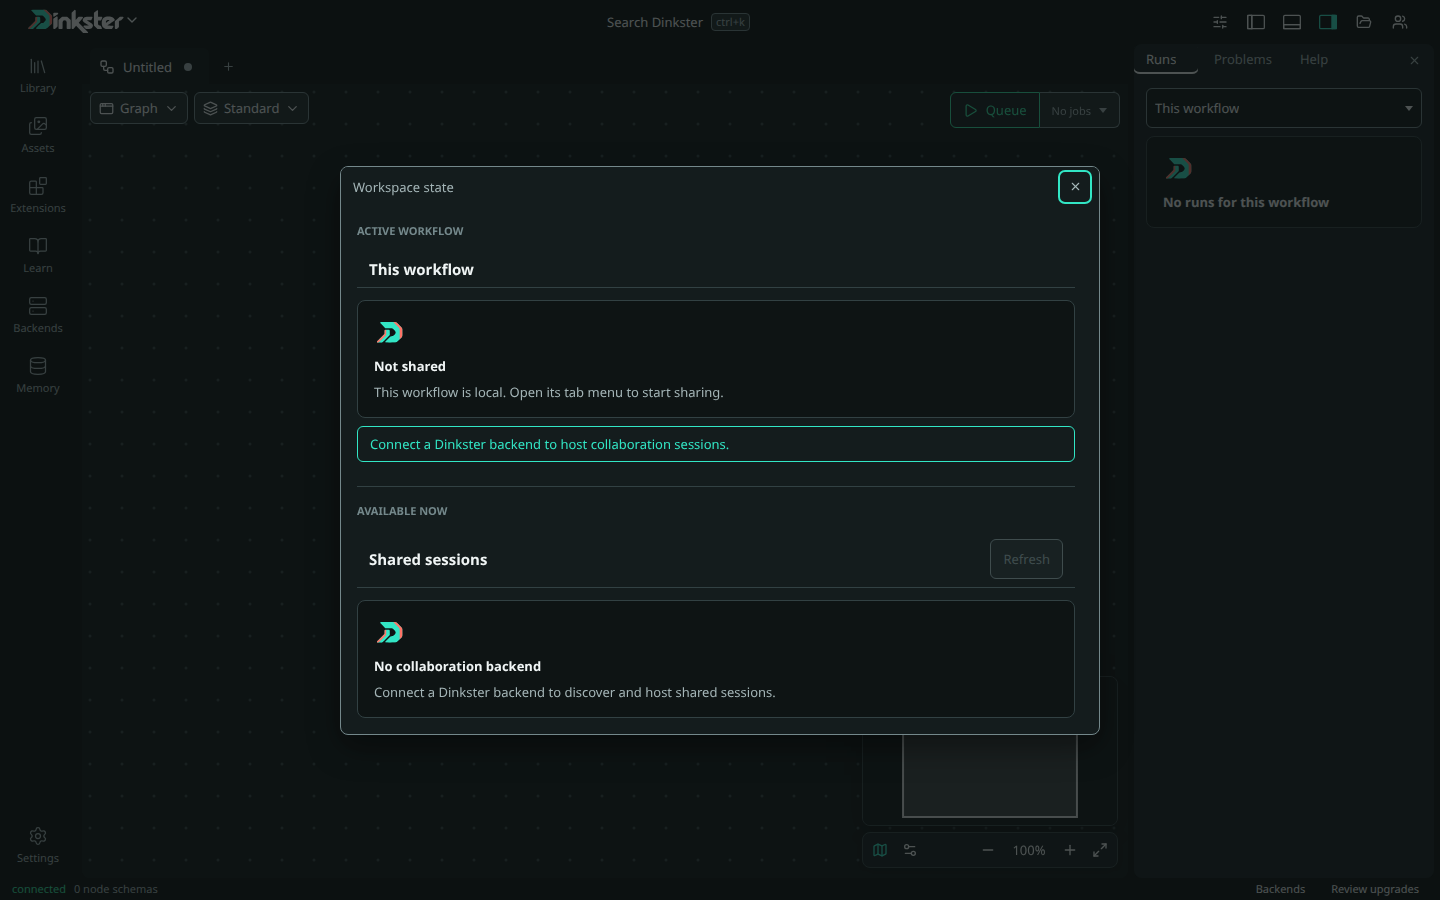 Dinkster
Search Dinkster ctrl+k
Untitled
Runs Problems Help
Library
Assets
Extensions
Learn
Backends
Memory
Settings
Graph Standard
Queue No jobs
This workflow
No runs for this workflow
Workspace state
ACTIVE WORKFLOW
This workflow
Not shared
This workflow is local. Open its tab menu to start sharing.
Connect a Dinkster backend to host collaboration sessions.
AVAILABLE NOW
Shared sessions Refresh
No collaboration backend
Connect a Dinkster backend to discover and host shared sessions.
100%
connected 0 node schemas
Backends Review upgrades